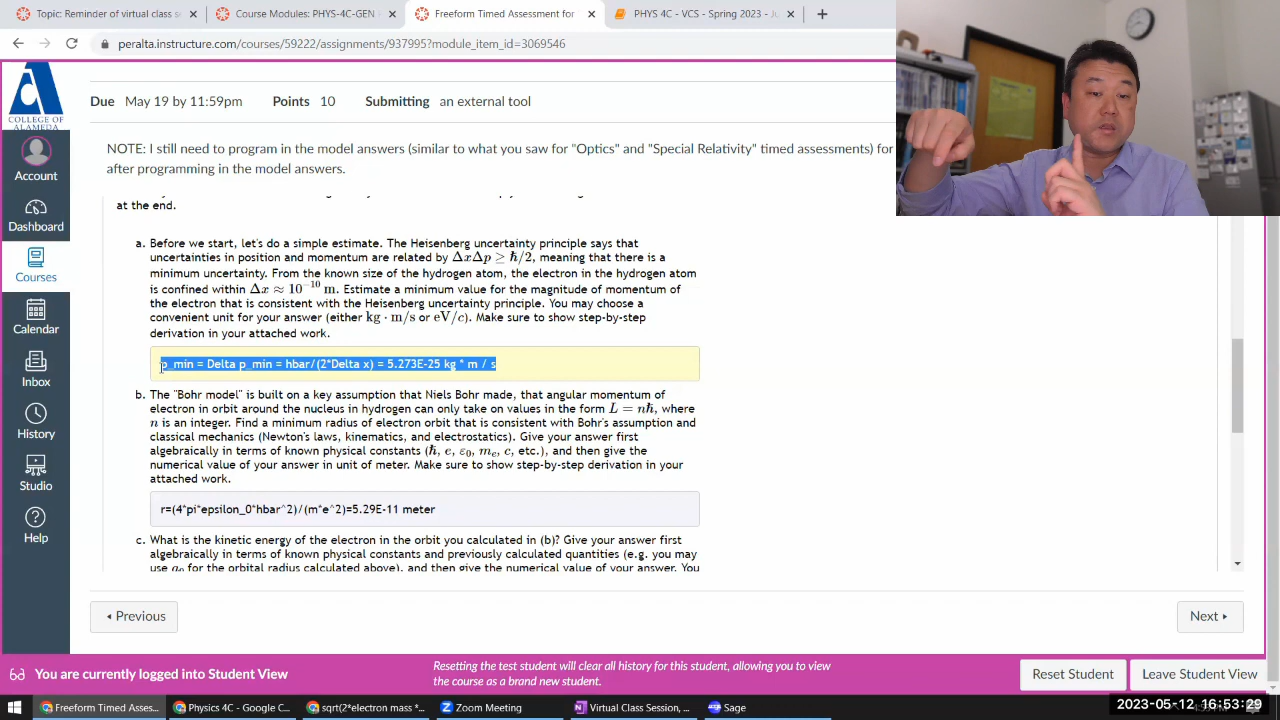 Topic: Reminder of virtual class s
Course Modules: PHYS-4C-GEN
Freeform Timed Assessment for
PHYS 4C - VCS - Spring 2023 - Ju
peralta.instructure.com/courses/59222/assignments/937995?module_item_id=3069546
COLLEGE OF
ALAMEDA
Account
Dashboard
Courses
Calendar
Inbox
History
Studio
Help
Due May 19 by 11:59pm Points 10 Submitting an external tool
NOTE: I still need to program in the model answers (similar to what you saw for "Optics" and "Special Relativity" timed assessments) for
after programming in the model answers.
at the end.
a. Before we start, let's do a simple estimate. The Heisenberg uncertainty principle says that
uncertainties in position and momentum are related by ΔxΔp ≥ ħ/2, meaning that there is a
minimum uncertainty. From the known size of the hydrogen atom, the electron in the hydrogen atom
is confined within Δx ≈ 10⁻¹⁰ m. Estimate a minimum value for the magnitude of momentum of
the electron that is consistent with the Heisenberg uncertainty principle. You may choose a
convenient unit for your answer (either kg · m/s or eV/c). Make sure to show step-by-step
derivation in your attached work.
p_min = Delta p_min = hbar/(2*Delta x) = 5.273E-25 kg * m / s
b. The "Bohr model" is built on a key assumption that Niels Bohr made, that angular momentum of
electron in orbit around the nucleus in hydrogen can only take on values in the form L = nħ, where
n is an integer. Find a minimum radius of electron orbit that is consistent with Bohr's assumption and
classical mechanics (Newton's laws, kinematics, and electrostatics). Give your answer first
algebraically in terms of known physical constants (ħ, e, ε₀, mₑ, c, etc.), and then give the
numerical value of your answer in unit of meter. Make sure to show step-by-step derivation in your
attached work.
r=(4*pi*epsilon_0*hbar^2)/(m*e^2)=5.29E-11 meter
c. What is the kinetic energy of the electron in the orbit you calculated in (b)? Give your answer first
algebraically in terms of known physical constants and previously calculated quantities (e.g. you may
use a₀ for the orbital radius calculated above), and then give the numerical value of your answer. You
Previous
Next
You are currently logged into Student View
Resetting the test student will clear all history for this student, allowing you to view
the course as a brand new student.
Reset Student
Leave Student View
Freeform Timed Asses...
Physics 4C - Google C...
sqrt(2*electron mass *...
Zoom Meeting
Virtual Class Session, ...
Sage
2023-05-12 16:53:29